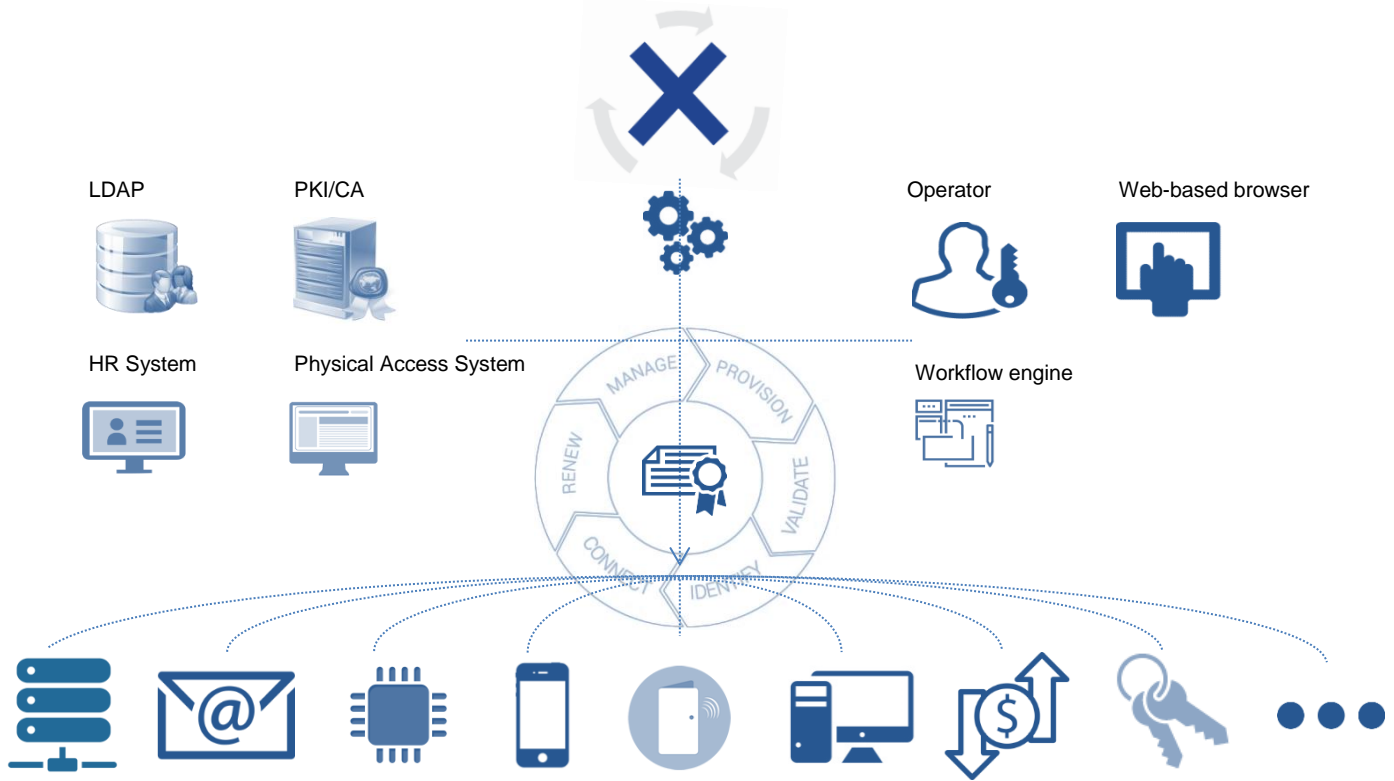 LDAP
PKI/CA
Operator
Web-based browser
HR System
Physical Access System
Workflow engine
MANAGE
PROVISION
RENEW
VALIDATE
CONNECT
IDENTIFY
@
$